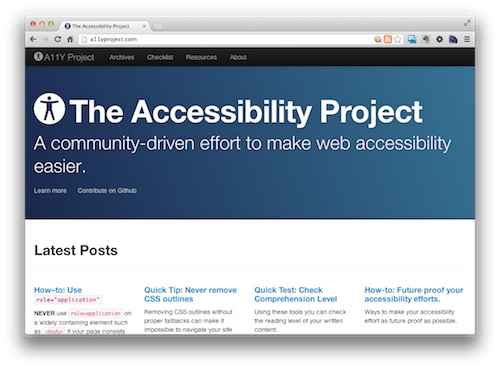 The Accessibility Project
a11yproject.com
A11Y Project Archives Checklist Resources About
The Accessibility Project
A community-driven effort to make web accessibility
easier.
Learn more Contribute on Github
Latest Posts
How–to: Use
role="application"
NEVER use role=application on
a widely containing element such
as <body> if your page consists
Quick Tip: Never remove
CSS outlines
Removing CSS outlines without
proper fallbacks can make it
impossible to navigate your site
Quick Test: Check
Comprehension Level
Using these tools you can check
the reading level of your written
content.
How-to: Future proof your
accessibility efforts.
Ways to make your accessibility
effort as future proof as possible.